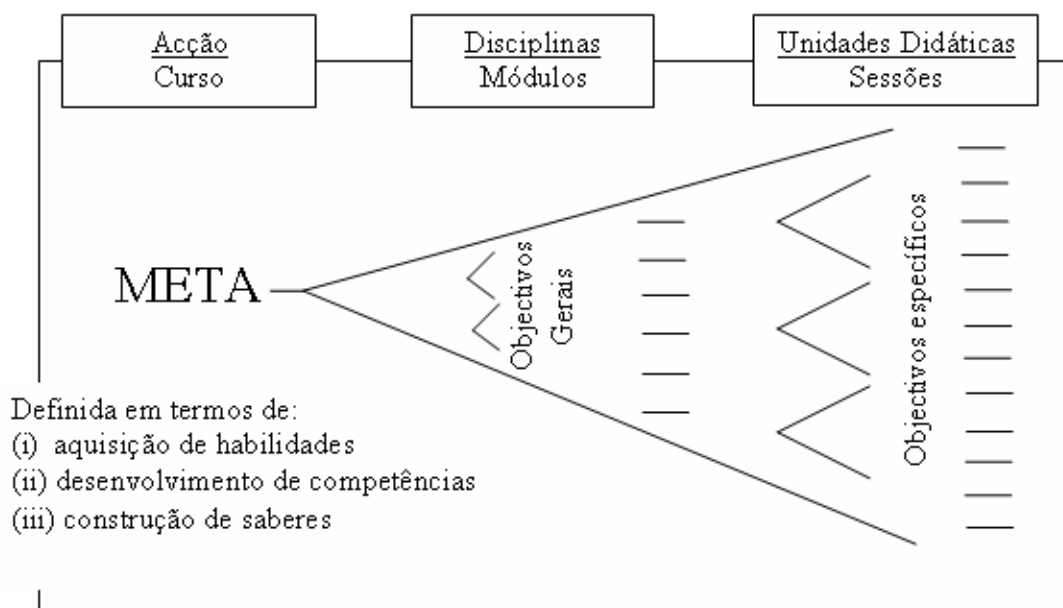 Acção
Curso
Disciplinas
Módulos
Unidades Didáticas
Sessões
META
Objectivos
Gerais
Objectivos específicos
Definida em termos de:
(i) aquisição de habilidades
(ii) desenvolvimento de competências
(iii) construção de saberes